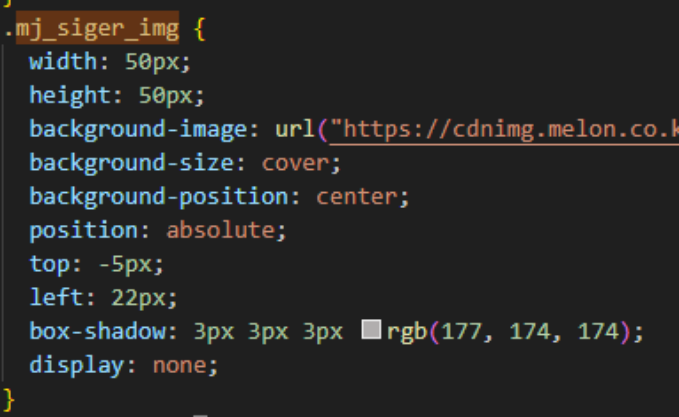 }
.mj_siger_img {
width: 50px;
height: 50px;
background-image: url("https://cdnimg.melon.co.k
background-size: cover;
background-position: center;
position: absolute;
top: -5px;
left: 22px;
box-shadow: 3px 3px 3px rgb(177, 174, 174);
display: none;
}